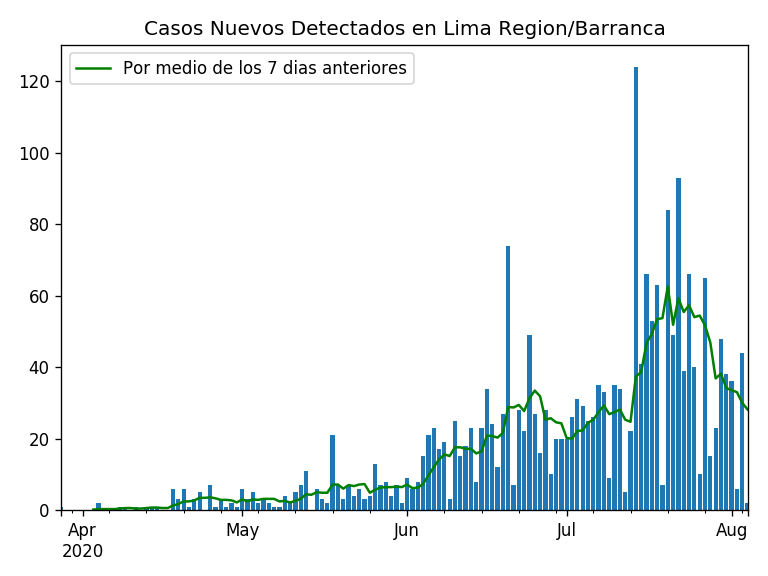 Casos Nuevos Detectados en Lima Region/Barranca
Por medio de los 7 dias anteriores
120
100
80
60
40
20
0
Apr May Jun Jul Aug
2020